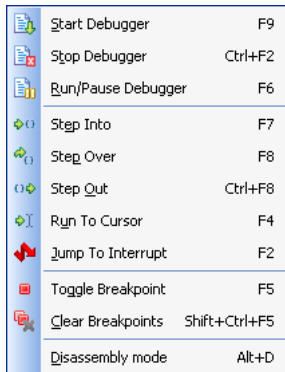 Start Debugger F9
Stop Debugger Ctrl+F2
Run/Pause Debugger F6
Step Into F7
Step Over F8
Step Out Ctrl+F8
Run To Cursor F4
Jump To Interrupt F2
Toggle Breakpoint F5
Clear Breakpoints Shift+Ctrl+F5
Disassembly mode Alt+D